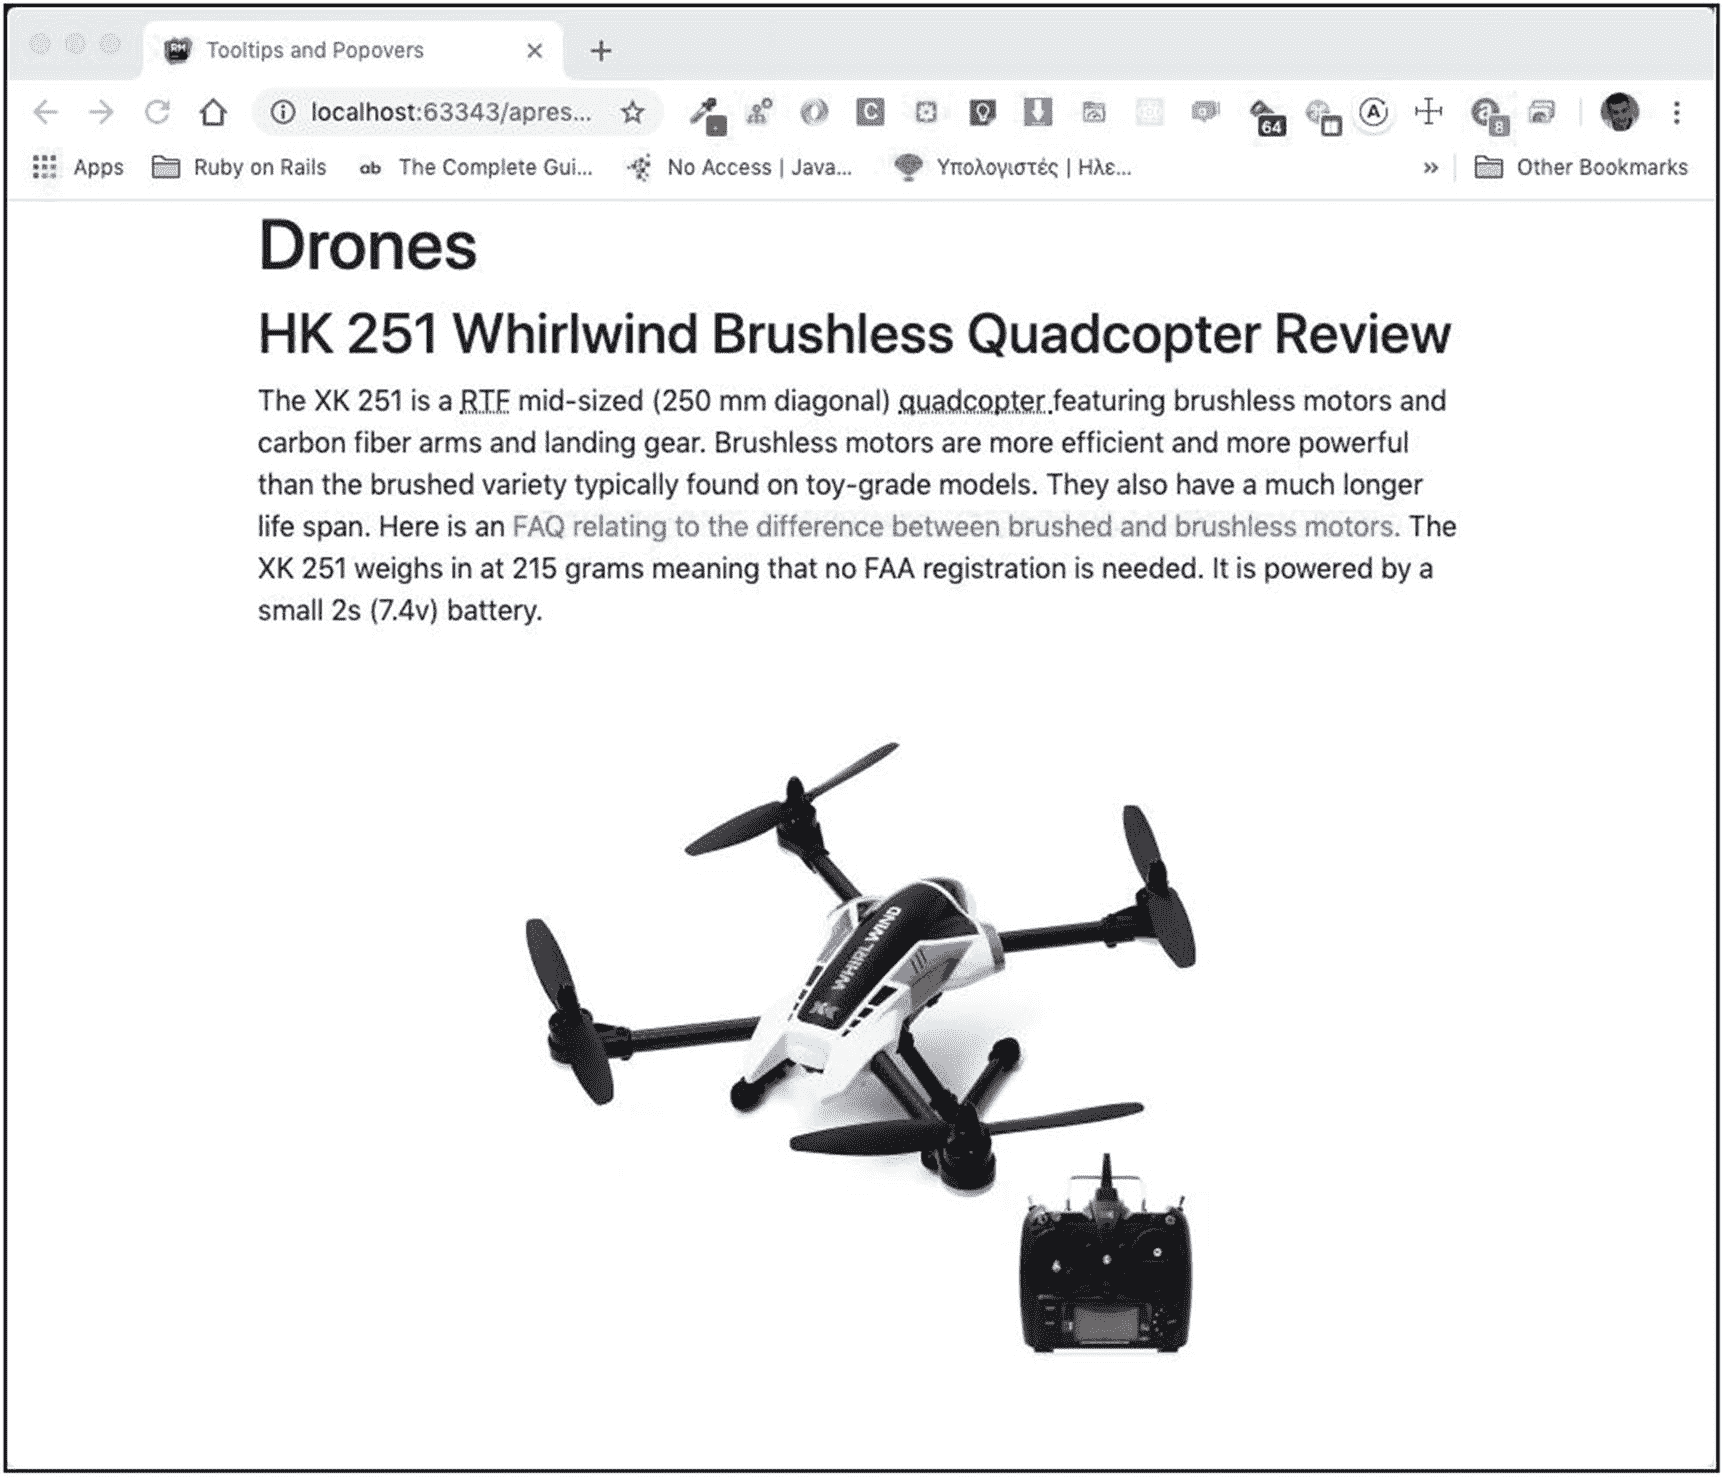 Tooltips and Popovers
localhost:63343/apres...
C
64
A
a
8
Apps
Ruby on Rails
ab
The Complete Gui...
No Access | Java...
Υπολογιστές | Ηλε...
»
Other Bookmarks
Drones
HK 251 Whirlwind Brushless Quadcopter Review
The XK 251 is a RTF mid-sized (250 mm diagonal) quadcopter featuring brushless motors and
carbon fiber arms and landing gear. Brushless motors are more efficient and more powerful
than the brushed variety typically found on toy-grade models. They also have a much longer
life span. Here is an FAQ relating to the difference between brushed and brushless motors. The
XK 251 weighs in at 215 grams meaning that no FAA registration is needed. It is powered by a
small 2s (7.4v) battery.
WHIRLWIND
XK